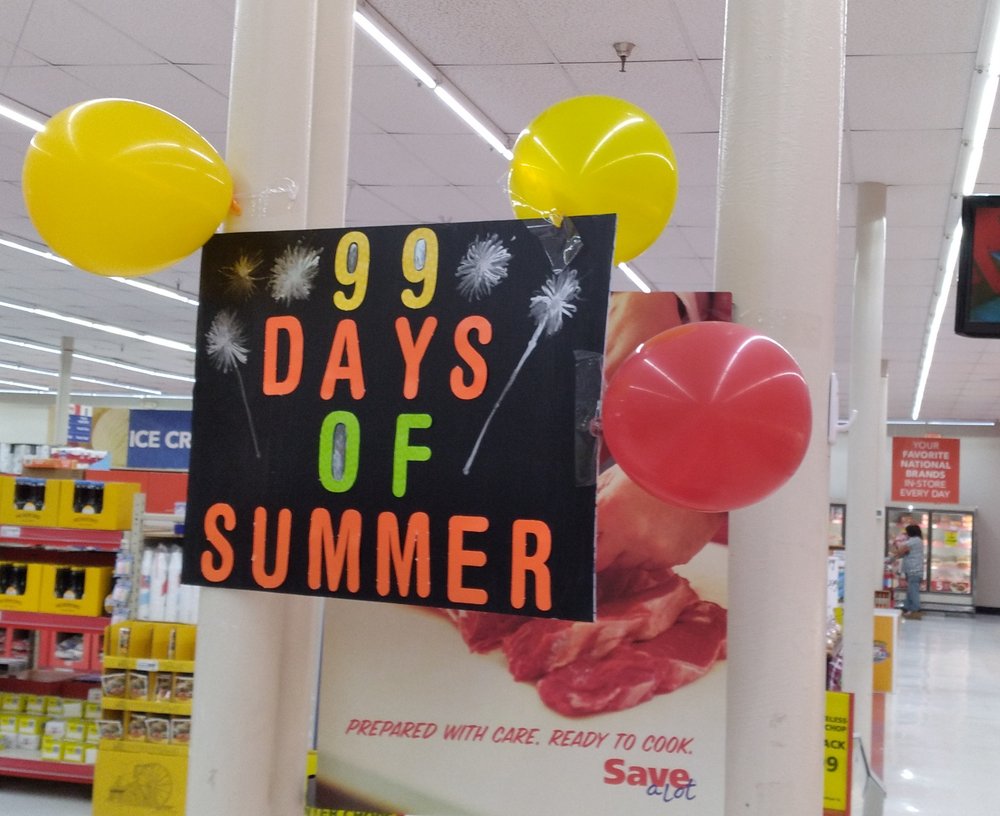 99
DAYS
OF
SUMMER
ICE CR
PREPARED WITH CARE. READY TO COOK.
Save
a Lot
YOUR
FAVORITE
NATIONAL
BRANDS
IN-STORE
EVERY DAY